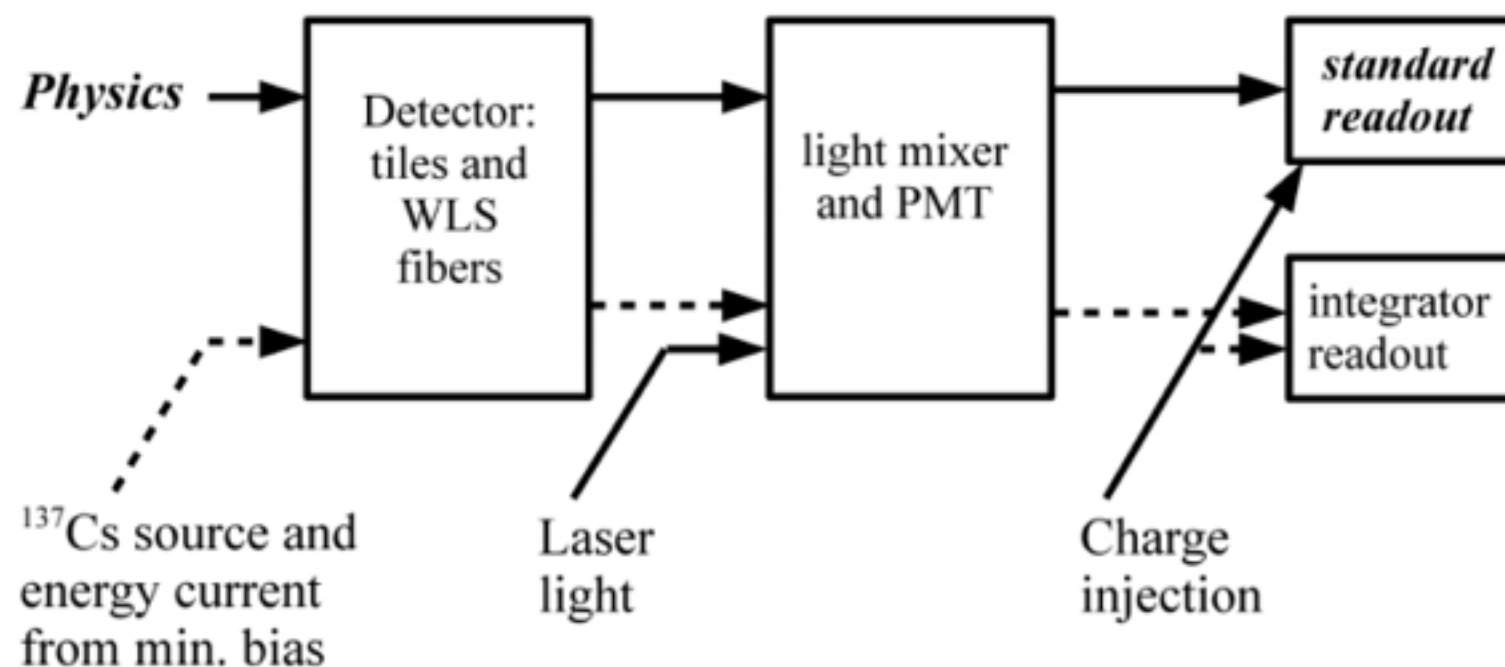 Physics
Detector:
tiles and
WLS
fibers
light mixer
and PMT
standard
readout
integrator
readout
¹³⁷Cs source and
energy current
from min. bias
Laser
light
Charge
injection